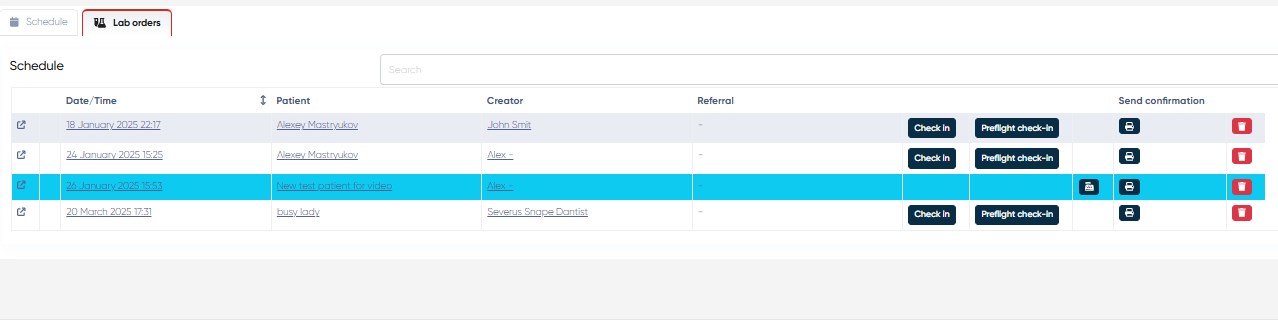 Schedule Lab orders
Schedule Search
Date/Time Patient Creator Referral Send confirmation
18 January 2025 22:17 Alexey Mastryukov John Smit - Check in Preflight check-in
24 January 2025 15:25 Alexey Mastryukov Alex - - Check in Preflight check-in
26 January 2025 15:53 New test patient for video Alex - -
20 March 2025 17:31 busy lady Severus Snape Dantist - Check in Preflight check-in